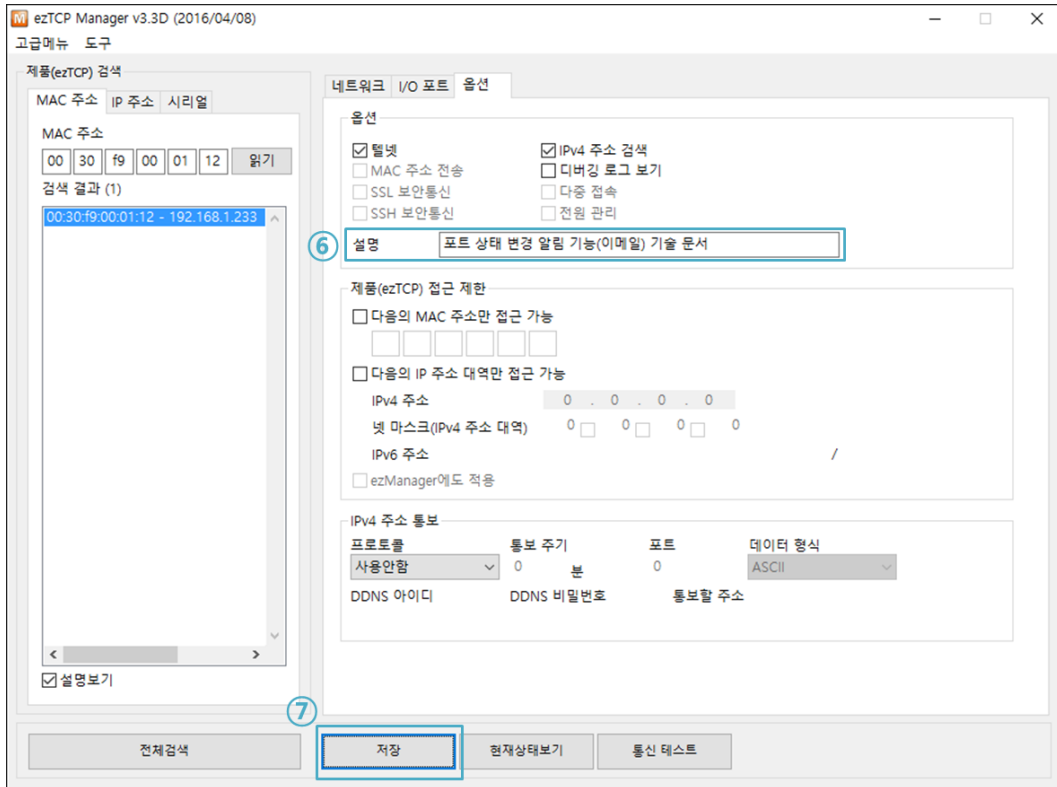 ezTCP Manager v3.3D (2016/04/08)
고급메뉴 도구
제품(ezTCP) 검색
MAC 주소 IP 주소 시리얼
MAC 주소
00 30 f9 00 01 12 읽기
검색 결과 (1)
00:30:f9:00:01:12 - 192.168.1.233
설명보기
네트워크 I/O 포트 옵션
옵션
텔넷 IPv4 주소 검색
MAC 주소 전송 디버깅 로그 보기
SSL 보안통신 다중 접속
SSH 보안통신 전원 관리
⑥ 설명 포트 상태 변경 알림 기능(이메일) 기술 문서
제품(ezTCP) 접근 제한
다음의 MAC 주소만 접근 가능
다음의 IP 주소 대역만 접근 가능
IPv4 주소 0 . 0 . 0 . 0
넷 마스크(IPv4 주소 대역) 0 0 0 0
IPv6 주소 /
ezManager에도 적용
IPv4 주소 통보
프로토콜 통보 주기 포트 데이터 형식
사용안함 0 분 0 ASCII
DDNS 아이디 DDNS 비밀번호 통보할 주소
⑦
전체검색 저장 현재상태보기 통신 테스트